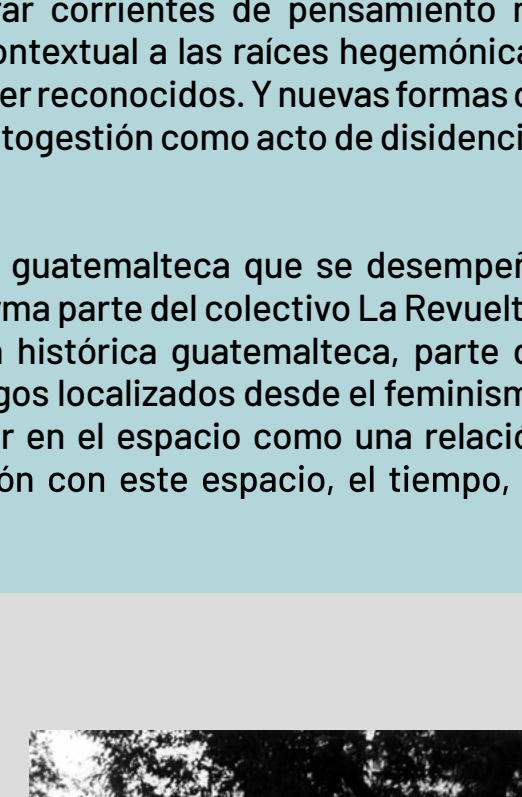 rar corrientes de pensamiento
ontextual a las raíces hegemónica
er reconocidos. Y nuevas formas
togestión como acto de disidenci
guatemalteca que se desempeñ
rma parte del colectivo La Revuelt
histórica guatemalteca, parte
gos localizados desde el feminism
r en el espacio como una relació
ón con este espacio, el tiempo,